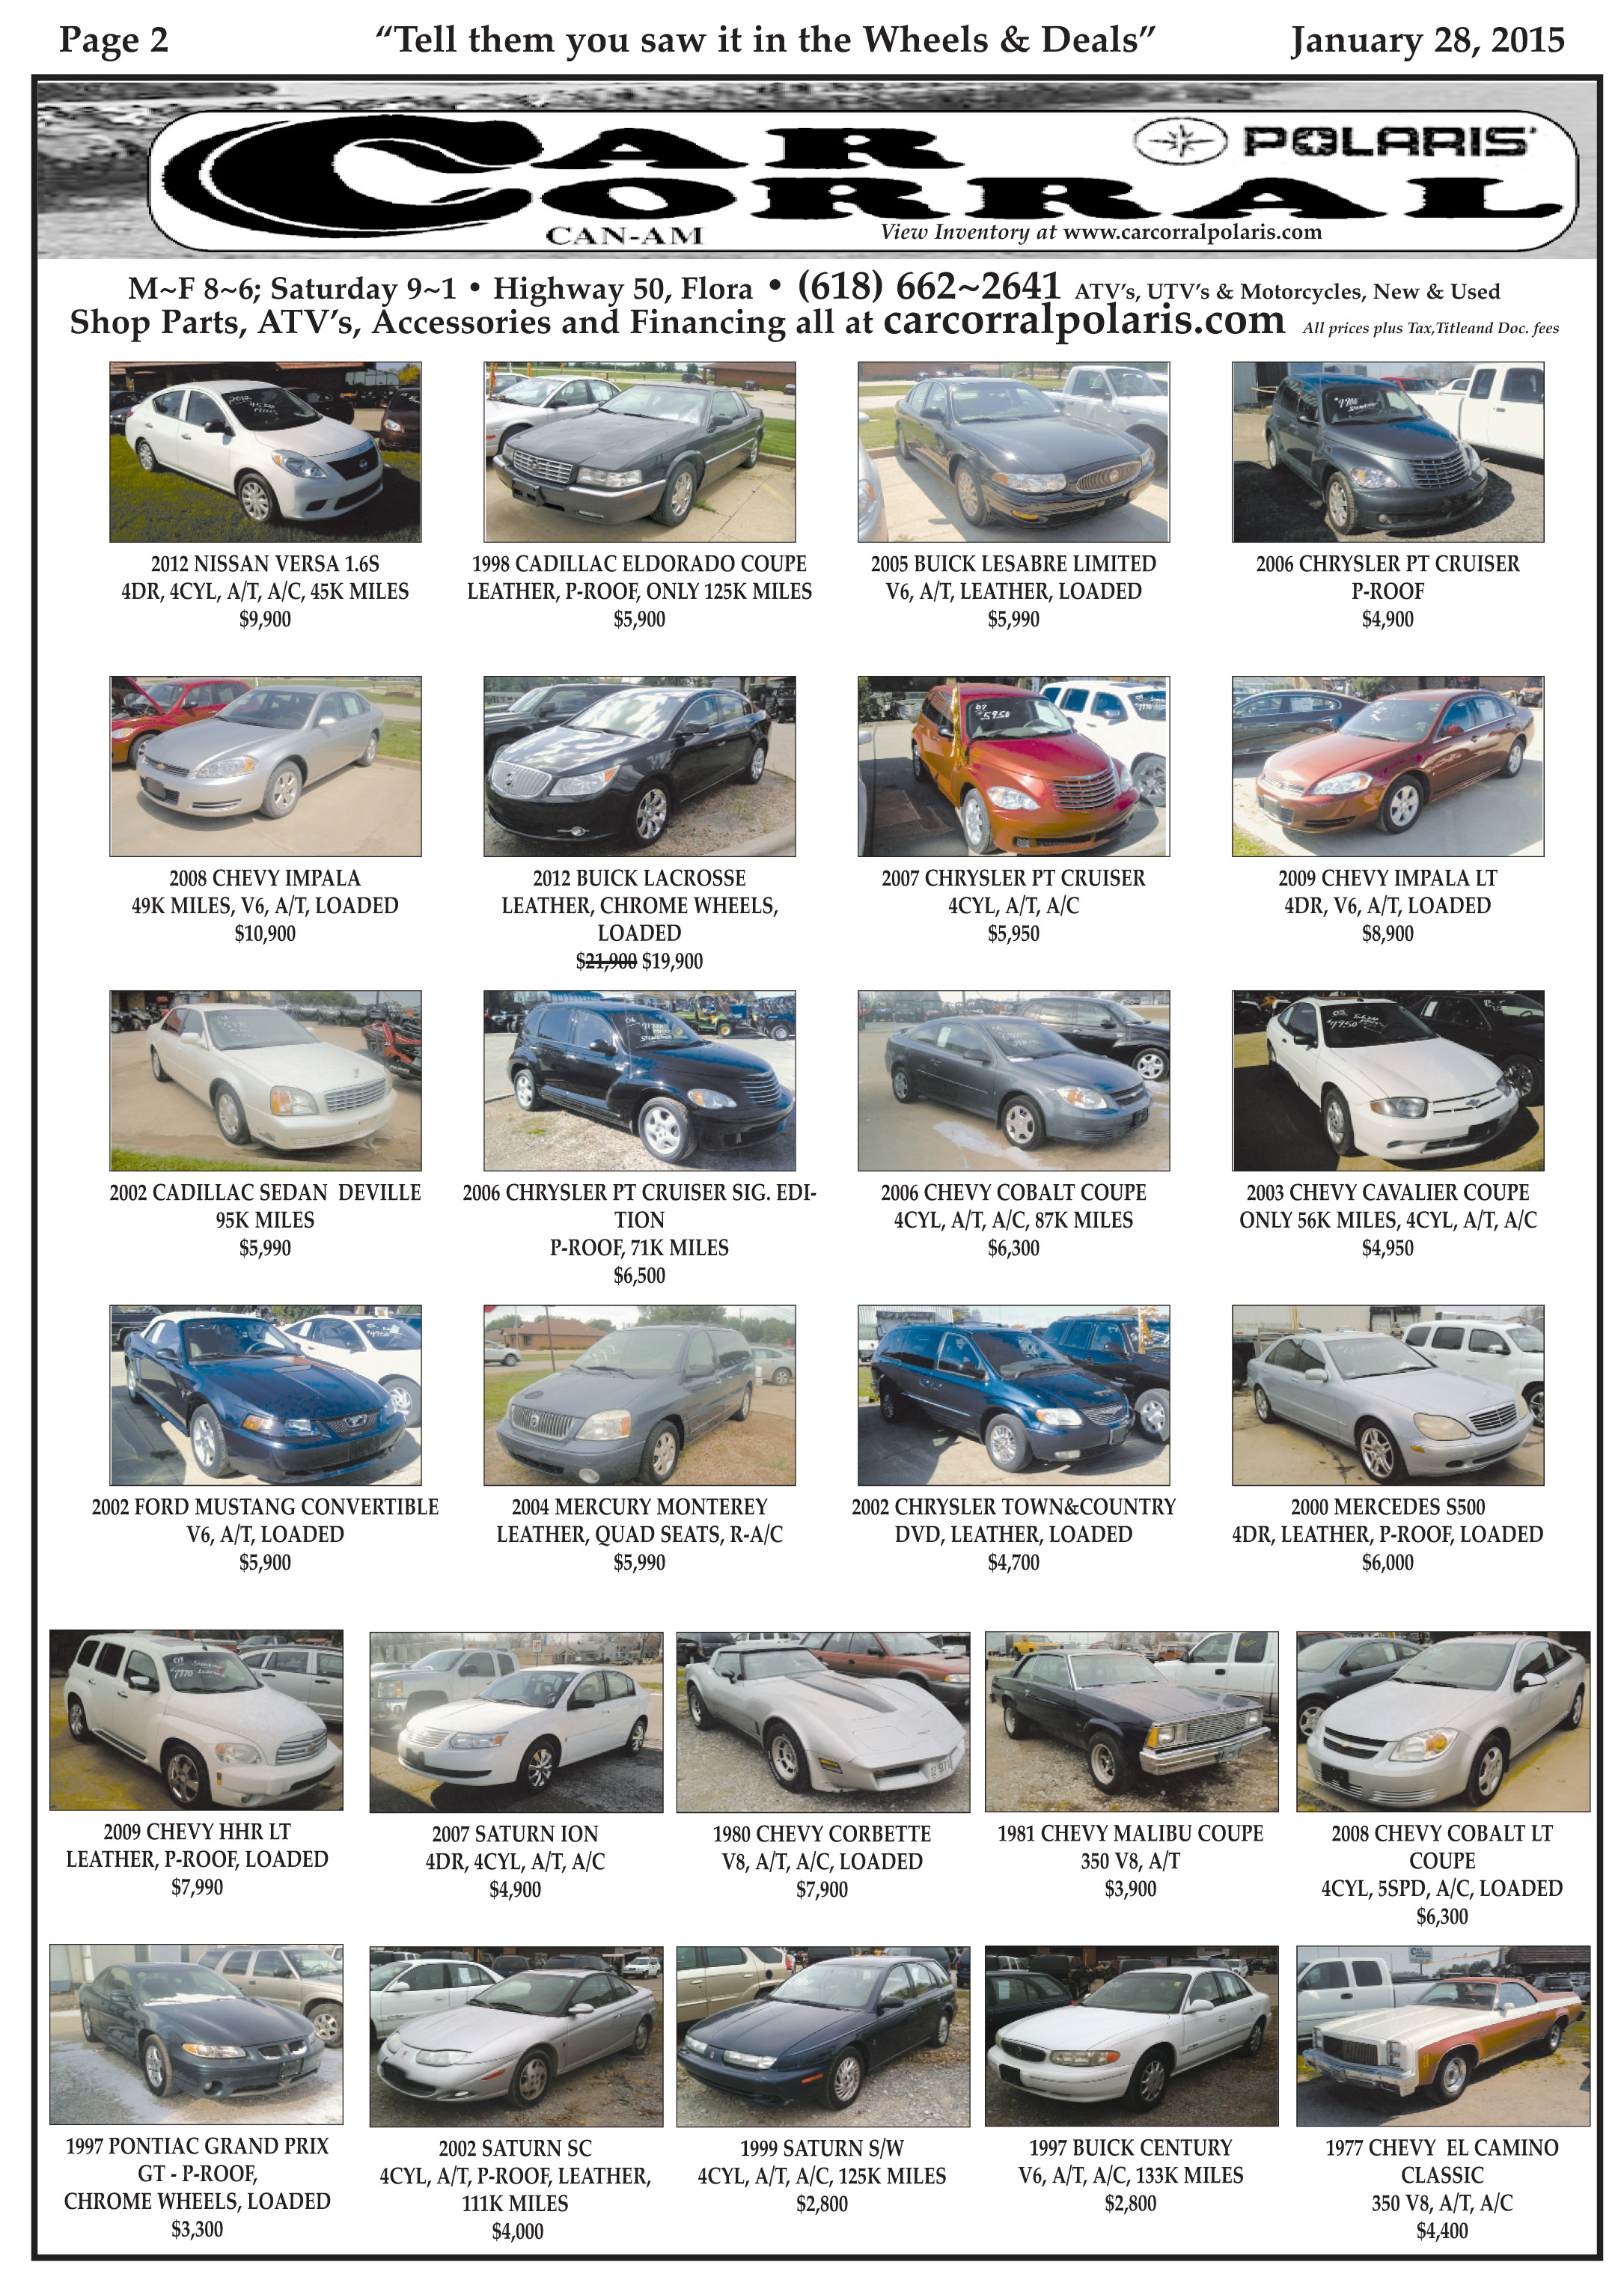 Page 2 “Tell them you saw it in the Wheels & Deals” January 28, 2015
CAR
CORRAL
POLARIS
CAN-AM
View Inventory at www.carcorralpolaris.com
M~F 8~6; Saturday 9~1 • Highway 50, Flora • (618) 662~2641 ATV’s, UTV’s & Motorcycles, New & Used
Shop Parts, ATV’s, Accessories and Financing all at carcorralpolaris.com All prices plus Tax,Titleand Doc. fees
2012 NISSAN VERSA 1.6S
4DR, 4CYL, A/T, A/C, 45K MILES
$9,900
1998 CADILLAC ELDORADO COUPE
LEATHER, P-ROOF, ONLY 125K MILES
$5,900
2005 BUICK LESABRE LIMITED
V6, A/T, LEATHER, LOADED
$5,990
2006 CHRYSLER PT CRUISER
P-ROOF
$4,900
2008 CHEVY IMPALA
49K MILES, V6, A/T, LOADED
$10,900
2012 BUICK LACROSSE
LEATHER, CHROME WHEELS,
LOADED
$21,900 $19,900
2007 CHRYSLER PT CRUISER
4CYL, A/T, A/C
$5,950
2009 CHEVY IMPALA LT
4DR, V6, A/T, LOADED
$8,900
2002 CADILLAC SEDAN DEVILLE
95K MILES
$5,990
2006 CHRYSLER PT CRUISER SIG. EDI-
TION
P-ROOF, 71K MILES
$6,500
2006 CHEVY COBALT COUPE
4CYL, A/T, A/C, 87K MILES
$6,300
2003 CHEVY CAVALIER COUPE
ONLY 56K MILES, 4CYL, A/T, A/C
$4,950
2002 FORD MUSTANG CONVERTIBLE
V6, A/T, LOADED
$5,900
2004 MERCURY MONTEREY
LEATHER, QUAD SEATS, R-A/C
$5,990
2002 CHRYSLER TOWN&COUNTRY
DVD, LEATHER, LOADED
$4,700
2000 MERCEDES S500
4DR, LEATHER, P-ROOF, LOADED
$6,000
2009 CHEVY HHR LT
LEATHER, P-ROOF, LOADED
$7,990
2007 SATURN ION
4DR, 4CYL, A/T, A/C
$4,900
1980 CHEVY CORBETTE
V8, A/T, A/C, LOADED
$7,900
1981 CHEVY MALIBU COUPE
350 V8, A/T
$3,900
2008 CHEVY COBALT LT
COUPE
4CYL, 5SPD, A/C, LOADED
$6,300
1997 PONTIAC GRAND PRIX
GT - P-ROOF,
CHROME WHEELS, LOADED
$3,300
2002 SATURN SC
4CYL, A/T, P-ROOF, LEATHER,
111K MILES
$4,000
1999 SATURN S/W
4CYL, A/T, A/C, 125K MILES
$2,800
1997 BUICK CENTURY
V6, A/T, A/C, 133K MILES
$2,800
1977 CHEVY EL CAMINO
CLASSIC
350 V8, A/T, A/C
$4,400